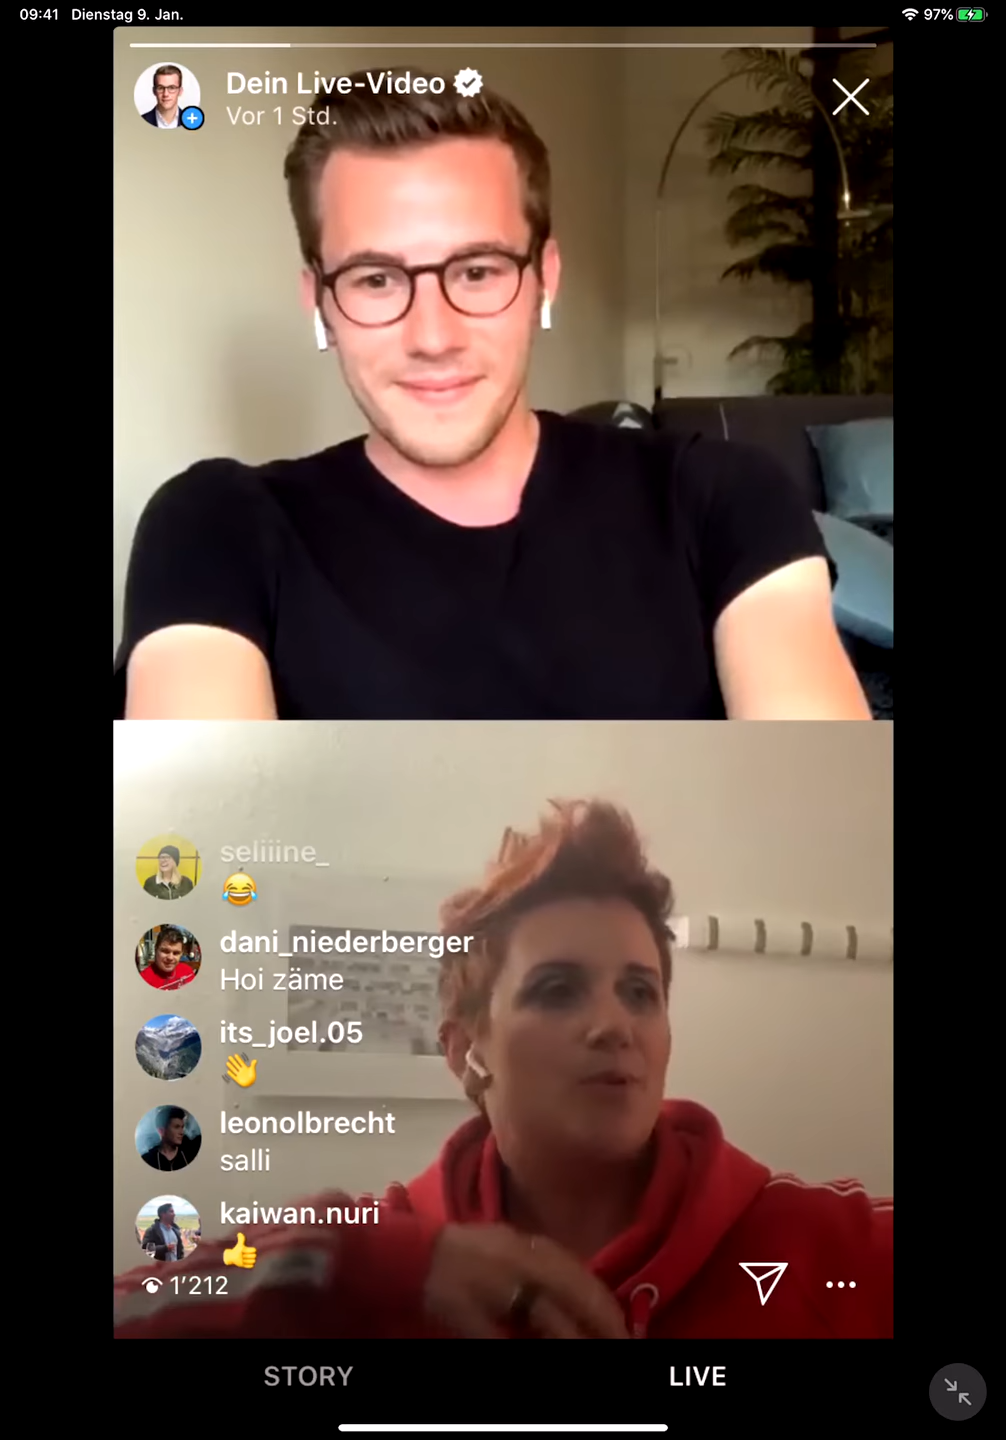 09:41 Dienstag 9. Jan.
97%
Dein Live-Video
Vor 1 Std.
seliiine_
😂
dani_niederberger
Hoi zäme
its_joel.05
👋
leonolbrecht
salli
kaiwan.nuri
👍
1’212
STORY
LIVE